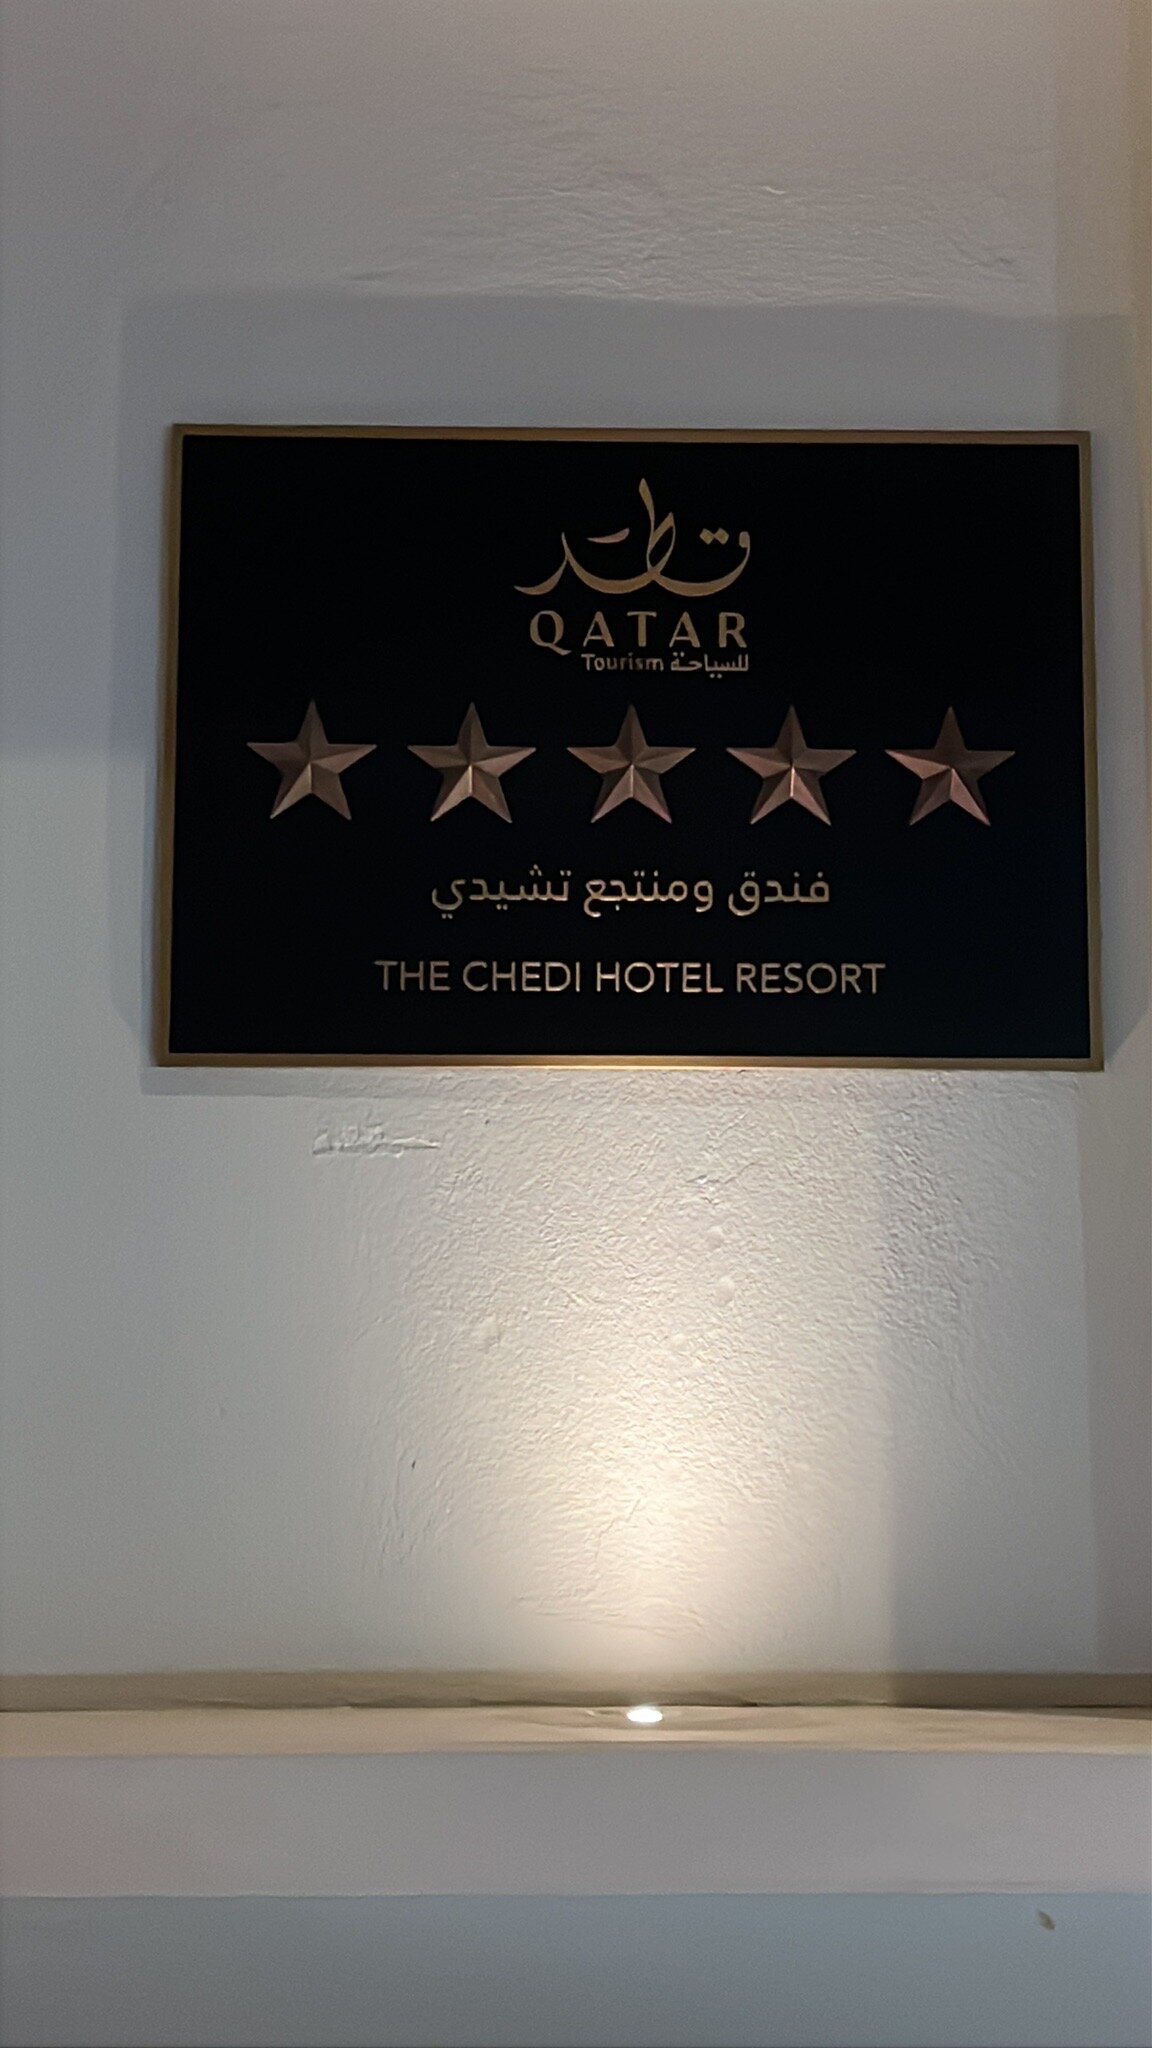 قطر
QATAR
Tourism للسياحة
فندق ومنتجع تشيدي
THE CHEDI HOTEL RESORT